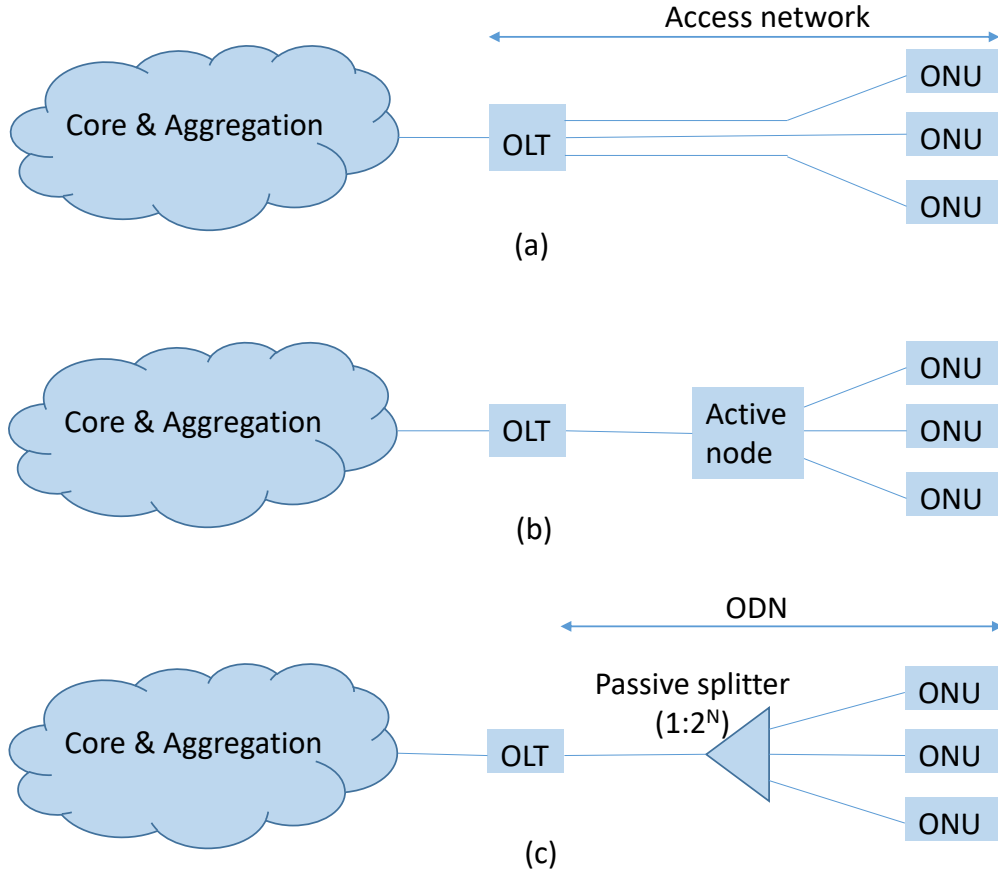 Access network
ONU
Core & Aggregation
OLT
ONU
ONU
(a)
ONU
Core & Aggregation
OLT
Active
node
ONU
ONU
(b)
ODN
Passive splitter
(1:2ᴺ)
ONU
Core & Aggregation
OLT
ONU
ONU
(c)